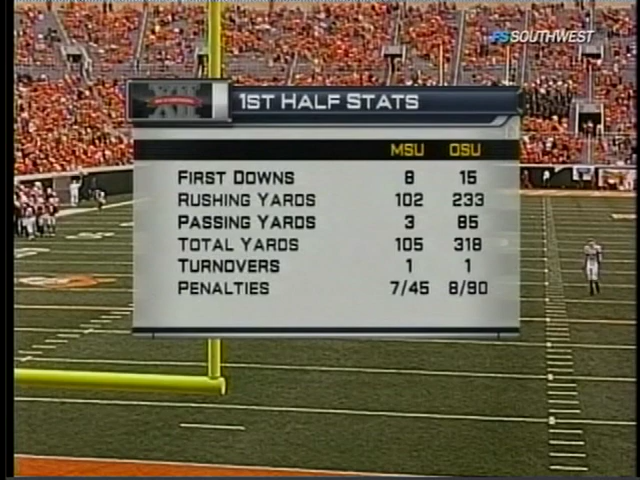 FS SOUTHWEST
1ST HALF STATS
MSU OSU
FIRST DOWNS 8 15
RUSHING YARDS 102 233
PASSING YARDS 3 85
TOTAL YARDS 105 318
TURNOVERS 1 1
PENALTIES 7/45 8/90